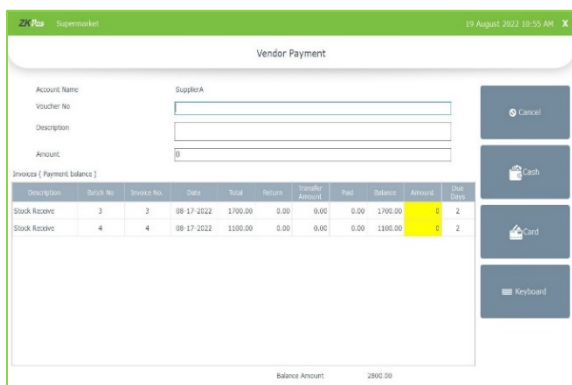 ZKPos Supermarket 19 August 2022 10:55 AM X
Vendor Payment
Account Name SupplierA
Voucher No
Description
Amount 0
Invoices ( Payment balance )
Description Batch No Invoice No. Date Total Return Transfer Amount Paid Balance Amount Due Days
Stock Receive 3 3 08-17-2022 1700.00 0.00 0.00 0.00 1700.00 0 2
Stock Receive 4 4 08-17-2022 1100.00 0.00 0.00 0.00 1100.00 0 2
Balance Amount 2800.00
Cancel
Cash
Card
Keyboard